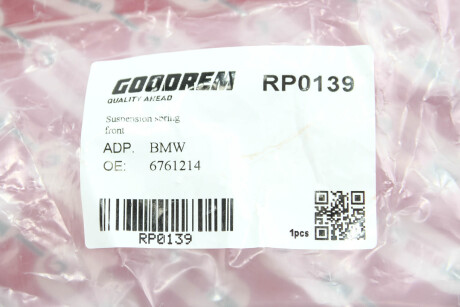 GOODREM RP0139
QUALITY AHEAD
Suspension spring
front
ADP. BMW
OE: 6761214
RP0139
1pcs